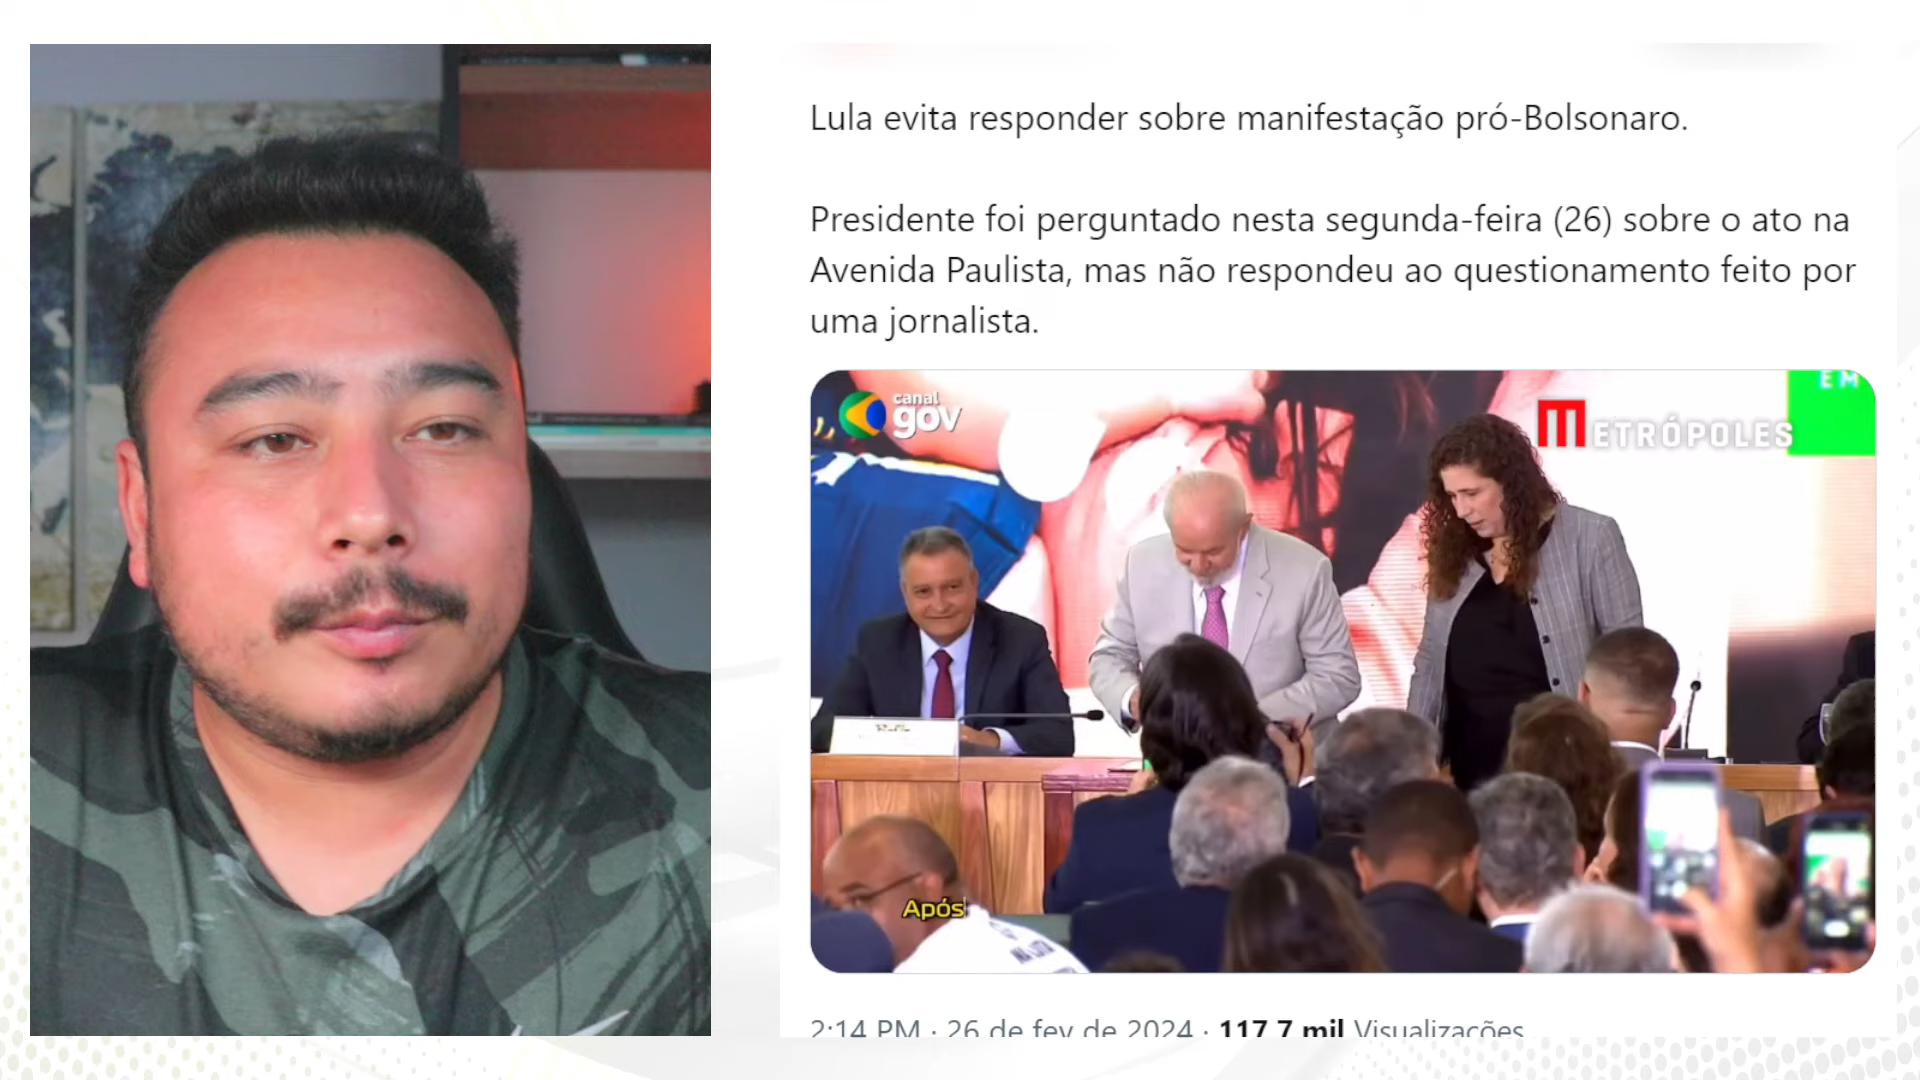 Lula evita responder sobre manifestação pró-Bolsonaro.
Presidente foi perguntado nesta segunda-feira (26) sobre o ato na
Avenida Paulista, mas não respondeu ao questionamento feito por
uma jornalista.
canal
gov
METRÓPOLES
EM
Após
2:14 PM · 26 de fev de 2024 · 117,7 mil Visualizações